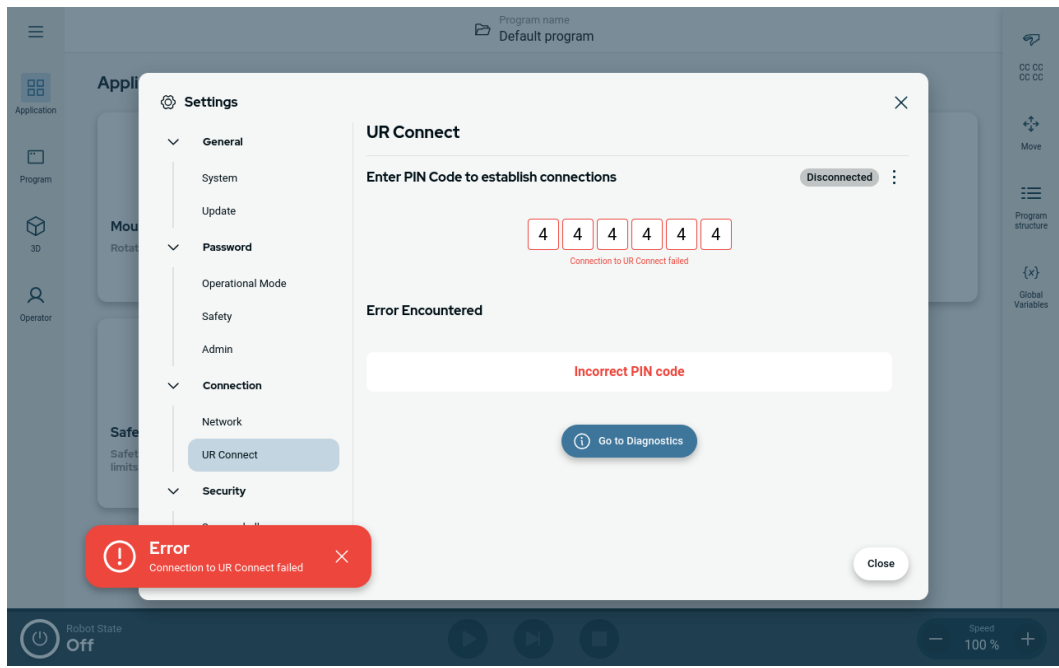 Program name
Default program
Application
Program
3D
Operator
Appli
Mou
Rotat
Safe
Safet
limits
Settings
General
System
Update
Password
Operational Mode
Safety
Admin
Connection
Network
UR Connect
Security
UR Connect
Enter PIN Code to establish connections
Disconnected
4 4 4 4 4 4
Connection to UR Connect failed
Error Encountered
Incorrect PIN code
Go to Diagnostics
Close
Error
Connection to UR Connect failed
CC CC
CC CC
Move
Program
structure
{x}
Global
Variables
Robot State
Off
Speed
100 %